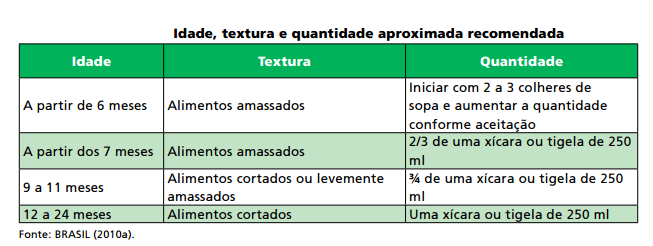 Idade, textura e quantidade aproximada recomendada
Idade Textura Quantidade
A partir de 6 meses Alimentos amassados Iniciar com 2 a 3 colheres de
sopa e aumentar a quantidade
conforme aceitação
A partir dos 7 meses Alimentos amassados 2/3 de uma xícara ou tigela de 250
ml
9 a 11 meses Alimentos cortados ou levemente
amassados ¾ de uma xícara ou tigela de 250
ml
12 a 24 meses Alimentos cortados Uma xícara ou tigela de 250 ml
Fonte: BRASIL (2010a).